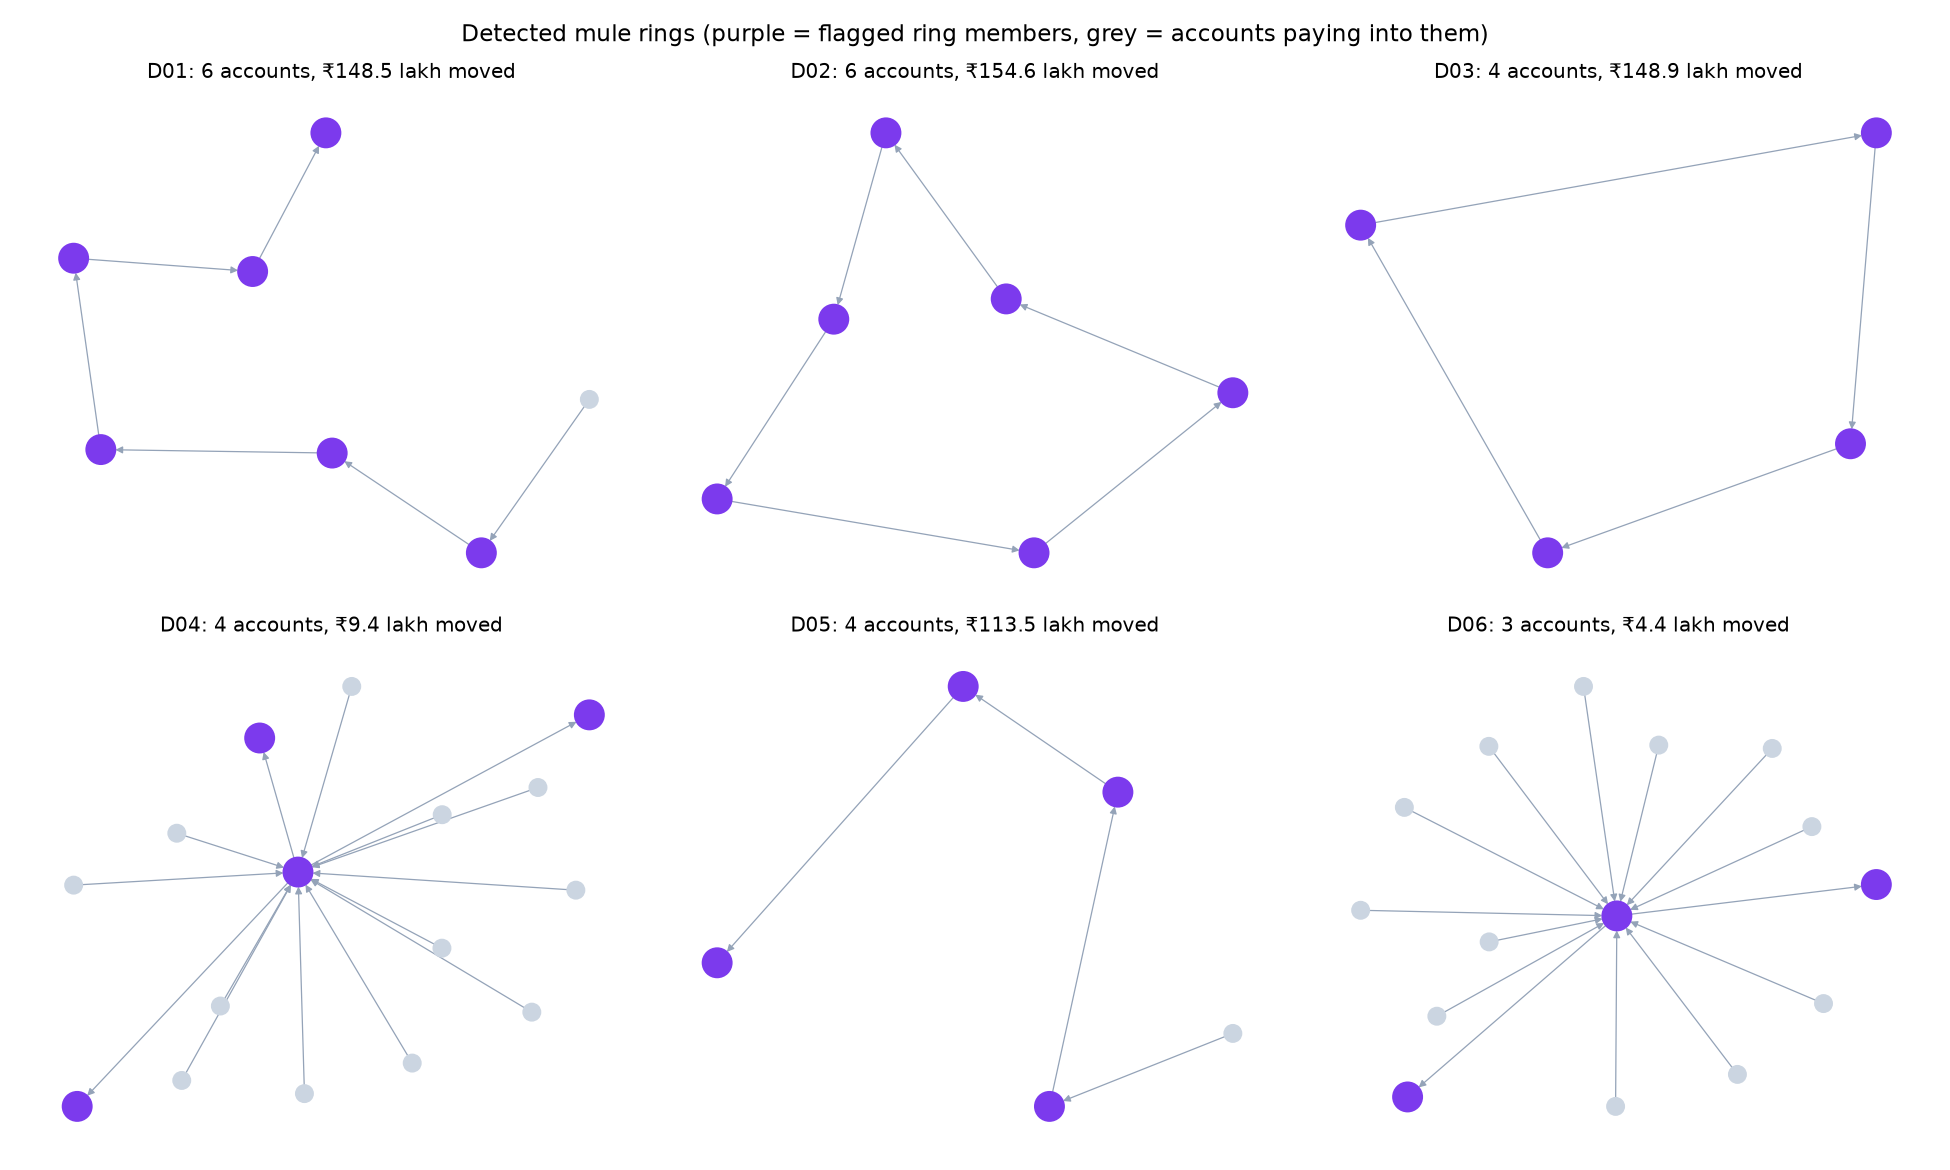 Detected mule rings (purple = flagged ring members, grey = accounts paying into them)
D01: 6 accounts, ₹148.5 lakh moved
D02: 6 accounts, ₹154.6 lakh moved
D03: 4 accounts, ₹148.9 lakh moved
D04: 4 accounts, ₹9.4 lakh moved
D05: 4 accounts, ₹113.5 lakh moved
D06: 3 accounts, ₹4.4 lakh moved